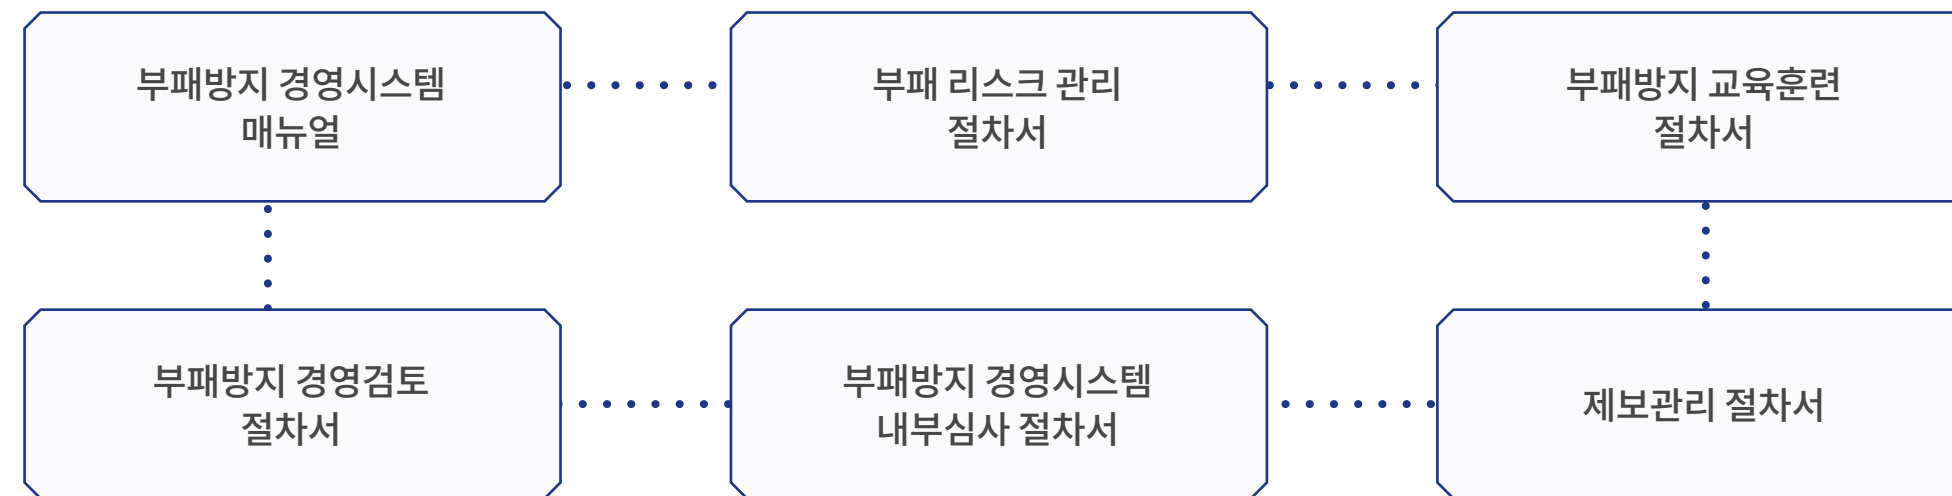 부패방지 경영시스템
매뉴얼
부패 리스크 관리
절차서
부패방지 교육훈련
절차서
부패방지 경영검토
절차서
부패방지 경영시스템
내부심사 절차서
제보관리 절차서